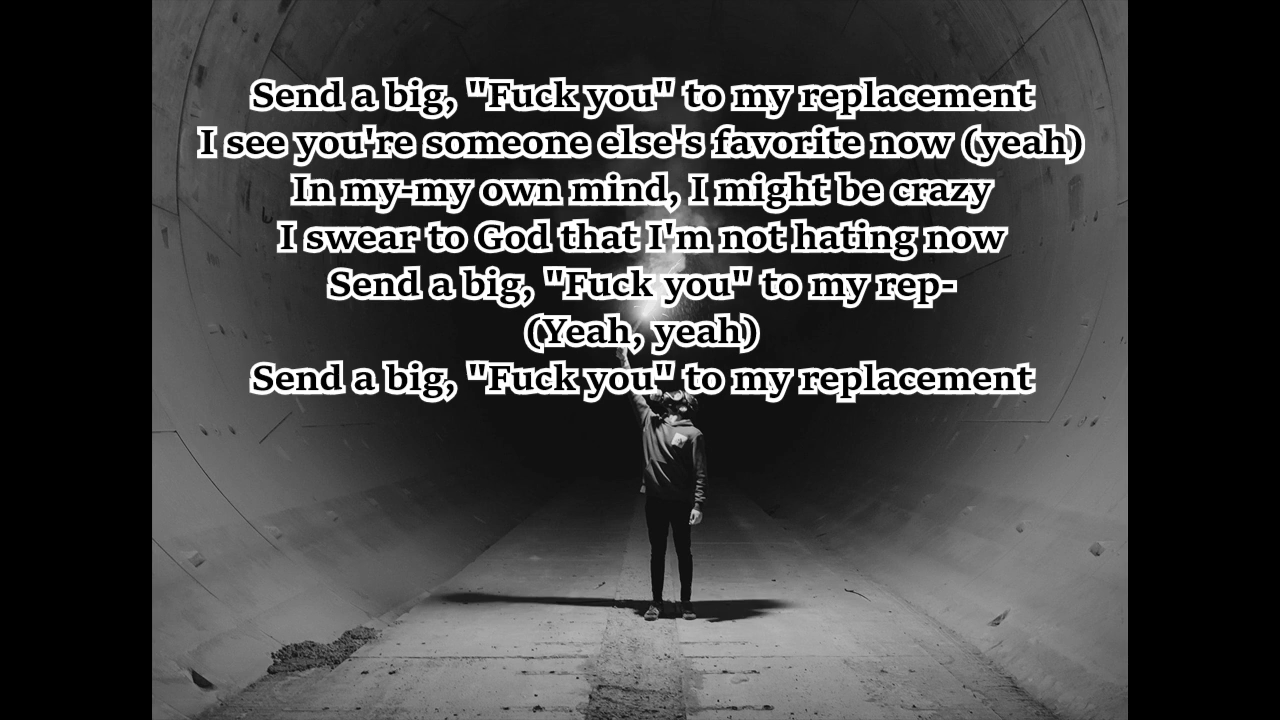 Send a big, "Fuck you" to my replacement
I see you're someone else's favorite now (yeah)
In my-my own mind, I might be crazy
I swear to God that I'm not hating now
Send a big, "Fuck you" to my rep-
(Yeah, yeah)
Send a big, "Fuck you" to my replacement